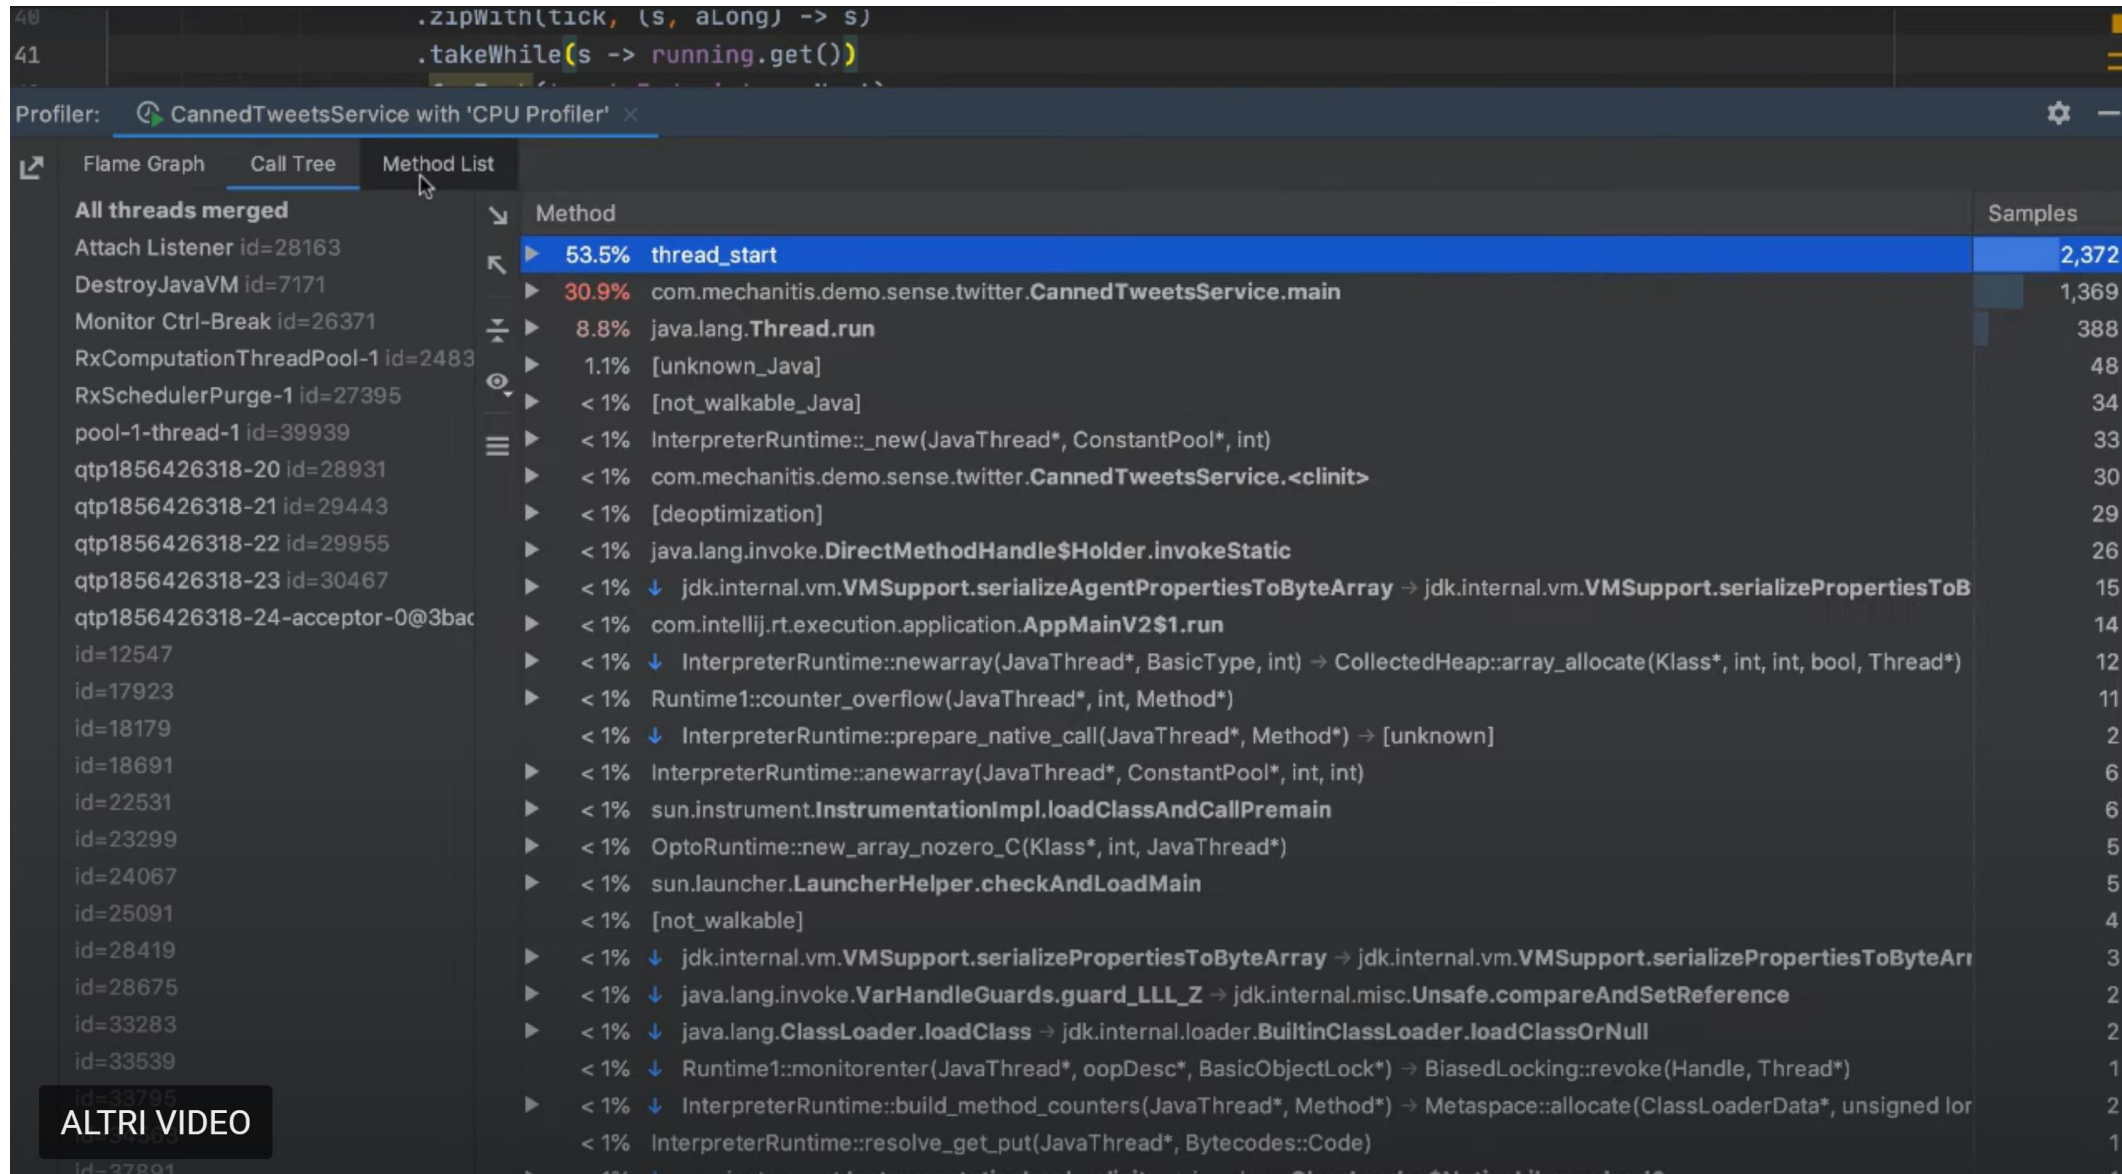 40 .zipWith(tick, (s, aLong) -> s)
41 .takeWhile(s -> running.get())
Profiler: CannedTweetsService with 'CPU Profiler'
Flame Graph Call Tree Method List
All threads merged
Attach Listener id=28163
DestroyJavaVM id=7171
Monitor Ctrl-Break id=26371
RxComputationThreadPool-1 id=2483
RxSchedulerPurge-1 id=27395
pool-1-thread-1 id=39939
qtp1856426318-20 id=28931
qtp1856426318-21 id=29443
qtp1856426318-22 id=29955
qtp1856426318-23 id=30467
qtp1856426318-24-acceptor-0@3bac
id=12547
id=17923
id=18179
id=18691
id=22531
id=23299
id=24067
id=25091
id=28419
id=28675
id=33283
id=33539
id=33795
id=37891
Method Samples
53.5% thread_start 2,372
30.9% com.mechanitis.demo.sense.twitter.CannedTweetsService.main 1,369
8.8% java.lang.Thread.run 388
1.1% [unknown_Java] 48
< 1% [not_walkable_Java] 34
< 1% InterpreterRuntime::_new(JavaThread*, ConstantPool*, int) 33
< 1% com.mechanitis.demo.sense.twitter.CannedTweetsService.<clinit> 30
< 1% [deoptimization] 29
< 1% java.lang.invoke.DirectMethodHandle$Holder.invokeStatic 26
< 1% ↓ jdk.internal.vm.VMSupport.serializeAgentPropertiesToByteArray → jdk.internal.vm.VMSupport.serializePropertiesToB 15
< 1% com.intellij.rt.execution.application.AppMainV2$1.run 14
< 1% ↓ InterpreterRuntime::newarray(JavaThread*, BasicType, int) → CollectedHeap::array_allocate(Klass*, int, int, bool, Thread*) 12
< 1% Runtime1::counter_overflow(JavaThread*, int, Method*) 11
< 1% ↓ InterpreterRuntime::prepare_native_call(JavaThread*, Method*) → [unknown] 2
< 1% InterpreterRuntime::anewarray(JavaThread*, ConstantPool*, int, int) 6
< 1% sun.instrument.InstrumentationImpl.loadClassAndCallPremain 6
< 1% OptoRuntime::new_array_nozero_C(Klass*, int, JavaThread*) 5
< 1% sun.launcher.LauncherHelper.checkAndLoadMain 5
< 1% [not_walkable] 4
< 1% ↓ jdk.internal.vm.VMSupport.serializePropertiesToByteArray → jdk.internal.vm.VMSupport.serializePropertiesToByteArr 3
< 1% ↓ java.lang.invoke.VarHandleGuards.guard_LLL_Z → jdk.internal.misc.Unsafe.compareAndSetReference 2
< 1% ↓ java.lang.ClassLoader.loadClass → jdk.internal.loader.BuiltinClassLoader.loadClassOrNull 2
< 1% ↓ Runtime1::monitorenter(JavaThread*, oopDesc*, BasicObjectLock*) → BiasedLocking::revoke(Handle, Thread*) 1
< 1% ↓ InterpreterRuntime::build_method_counters(JavaThread*, Method*) → Metaspace::allocate(ClassLoaderData*, unsigned lon 2
< 1% InterpreterRuntime::resolve_get_put(JavaThread*, Bytecodes::Code) 1
ALTRI VIDEO